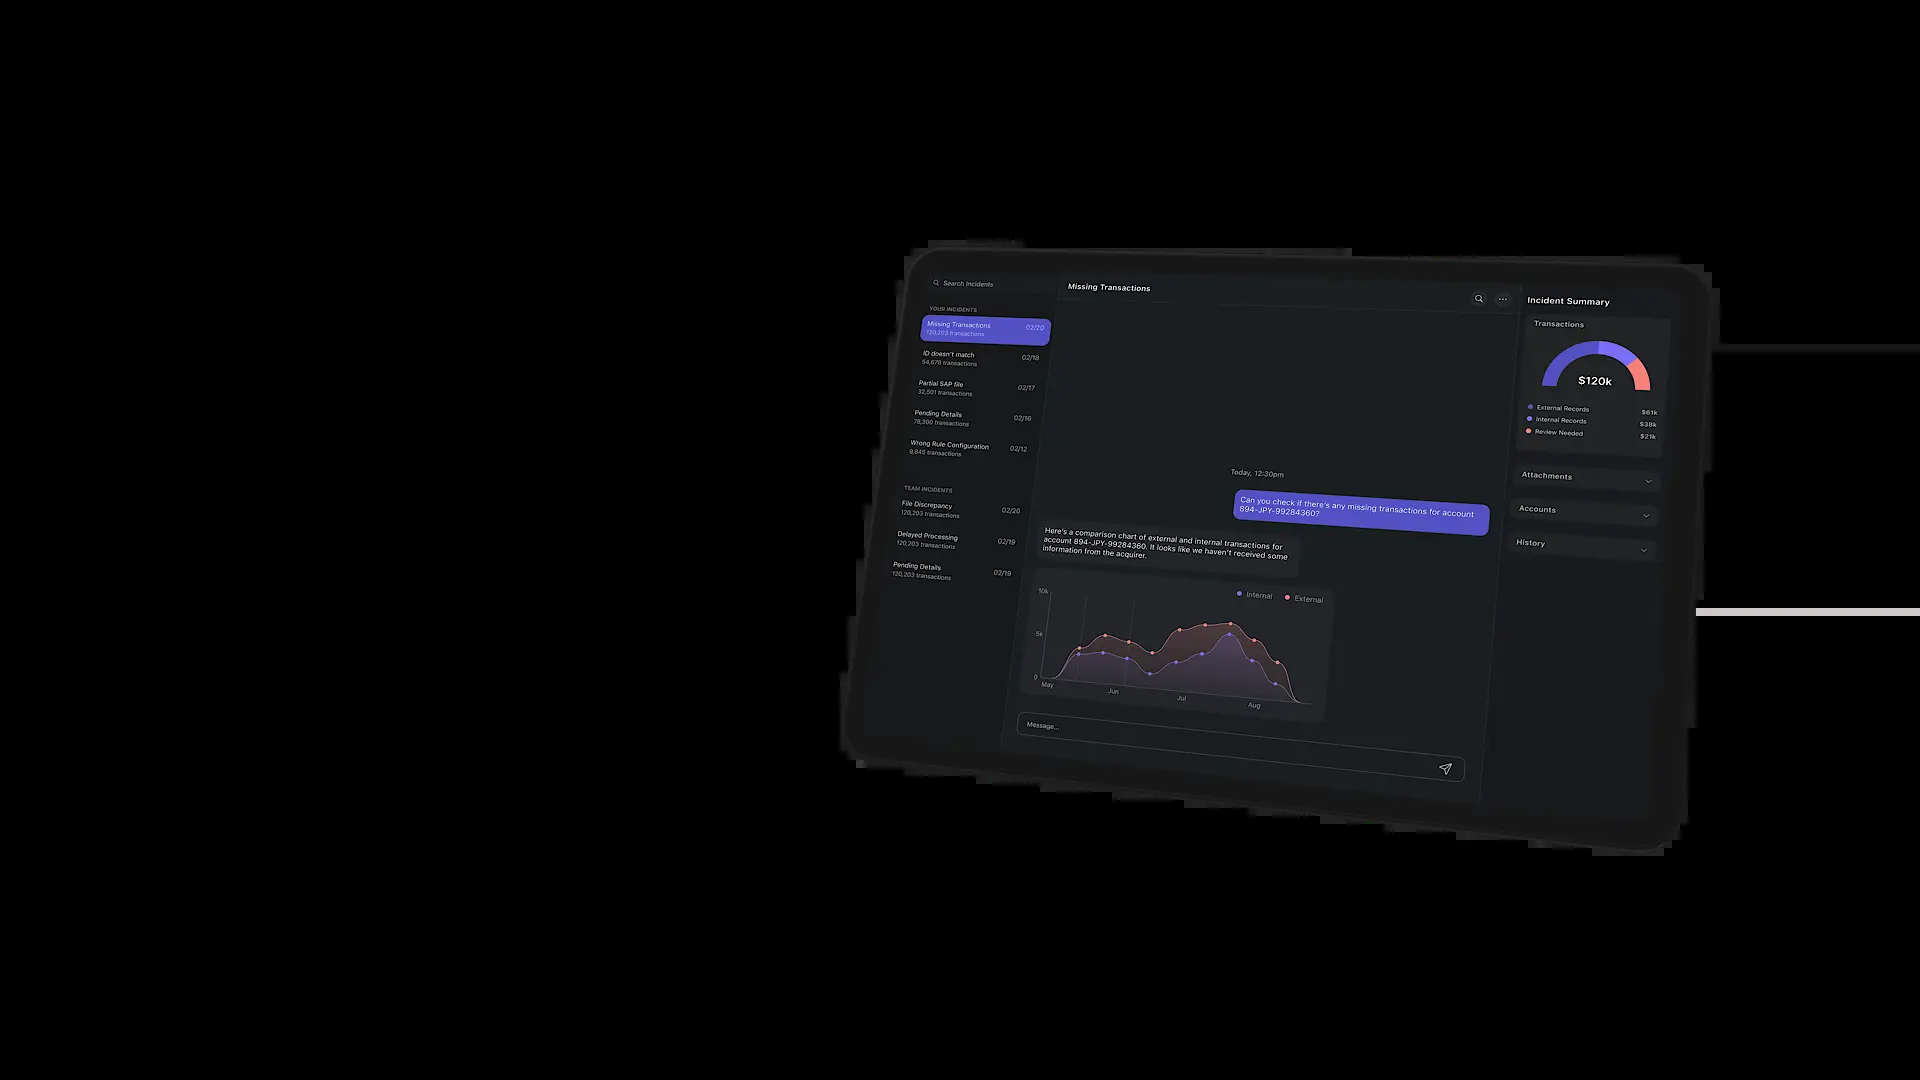 Search Incidents
YOUR INCIDENTS
Missing Transactions 02/20
120,203 transactions
ID doesn't match 02/18
54,678 transactions
Partial SAP file 02/17
32,501 transactions
Pending Details 02/16
78,300 transactions
Wrong Rule Configuration 02/12
9,845 transactions
TEAM INCIDENTS
File Discrepancy 02/20
120,203 transactions
Delayed Processing 02/19
120,203 transactions
Pending Details 02/19
120,203 transactions
Missing Transactions
Today, 12:30pm
Can you check if there's any missing transactions for account
894-JPY-99284360?
Here's a comparison chart of external and internal transactions for
account 894-JPY-99284360. It looks like we haven't received some
information from the acquirer.
Internal External
10k
5k
0
May Jun Jul Aug
Message...
Incident Summary
Transactions
$120k
External Records $61k
Internal Records $38k
Review Needed $21k
Attachments
Accounts
History